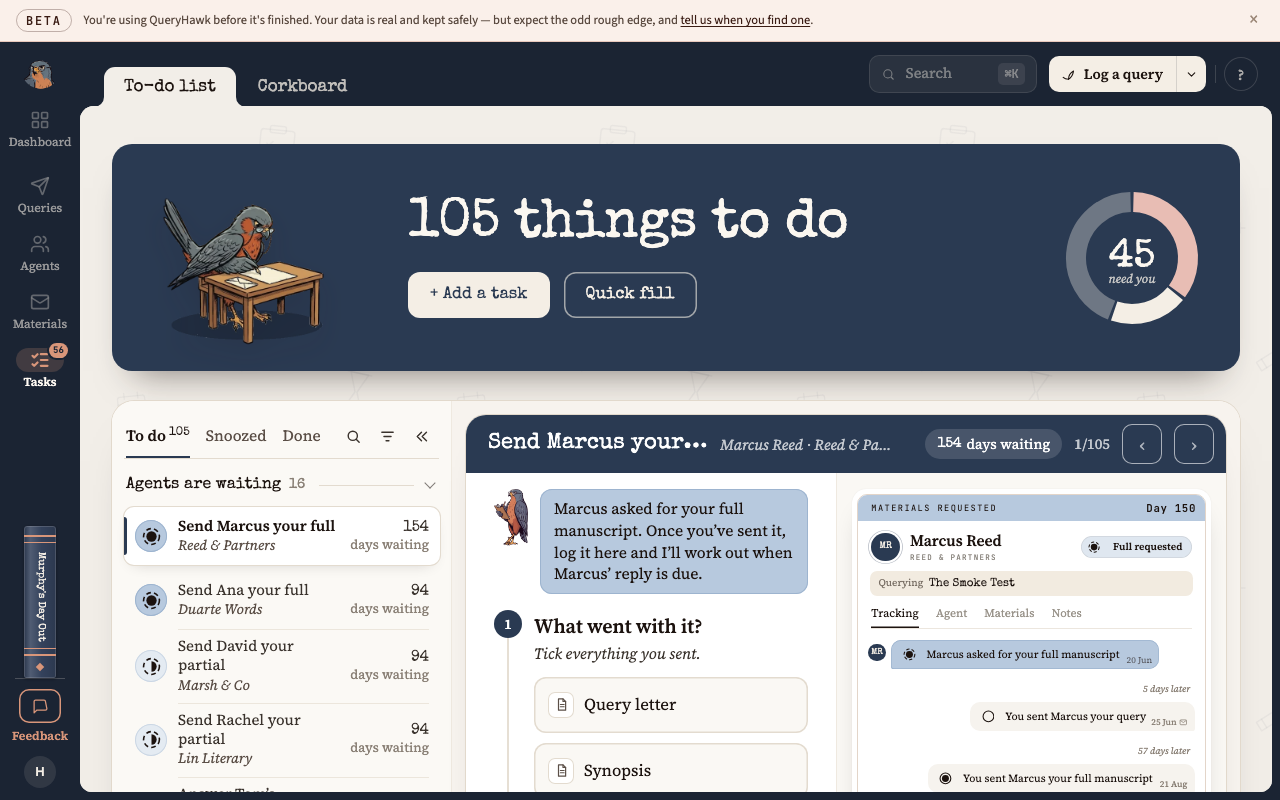 BETA
You're using QueryHawk before it's finished. Your data is real and kept safely — but expect the odd rough edge, and tell us when you find one.
×
To-do list
Corkboard
Search
⌘K
Log a query
?
Dashboard
Queries
Agents
Materials
56
Tasks
Murphy's Day Out
Feedback
H
105 things to do
+ Add a task
Quick fill
45
need you
To do 105
Snoozed
Done
Agents are waiting 16
Send Marcus your full
Reed & Partners
154
days waiting
Send Ana your full
Duarte Words
94
days waiting
Send David your
partial
Marsh & Co
94
days waiting
Send Rachel your
partial
Lin Literary
94
days waiting
Send Marcus your...
Marcus Reed · Reed & Pa...
154 days waiting
1/105
‹
›
Marcus asked for your full
manuscript. Once you've sent it,
log it here and I'll work out when
Marcus' reply is due.
1
What went with it?
Tick everything you sent.
Query letter
Synopsis
MATERIALS REQUESTED
Day 150
MR
Marcus Reed
REED & PARTNERS
Full requested
Querying The Smoke Test
Tracking
Agent
Materials
Notes
MR
Marcus asked for your full manuscript 20 Jun
5 days later
You sent Marcus your query 25 Jun
57 days later
You sent Marcus your full manuscript 21 Aug